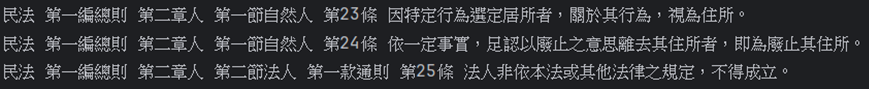 民法 第一編總則 第二章人 第一節自然人 第23條 因特定行為選定居所者，關於其行為，視為住所。
民法 第一編總則 第二章人 第一節自然人 第24條 依一定事實，足認以廢止之意思離去其住所者，即為廢止其住所。
民法 第一編總則 第二章人 第二節法人 第一款通則 第25條 法人非依本法或其他法律之規定，不得成立。